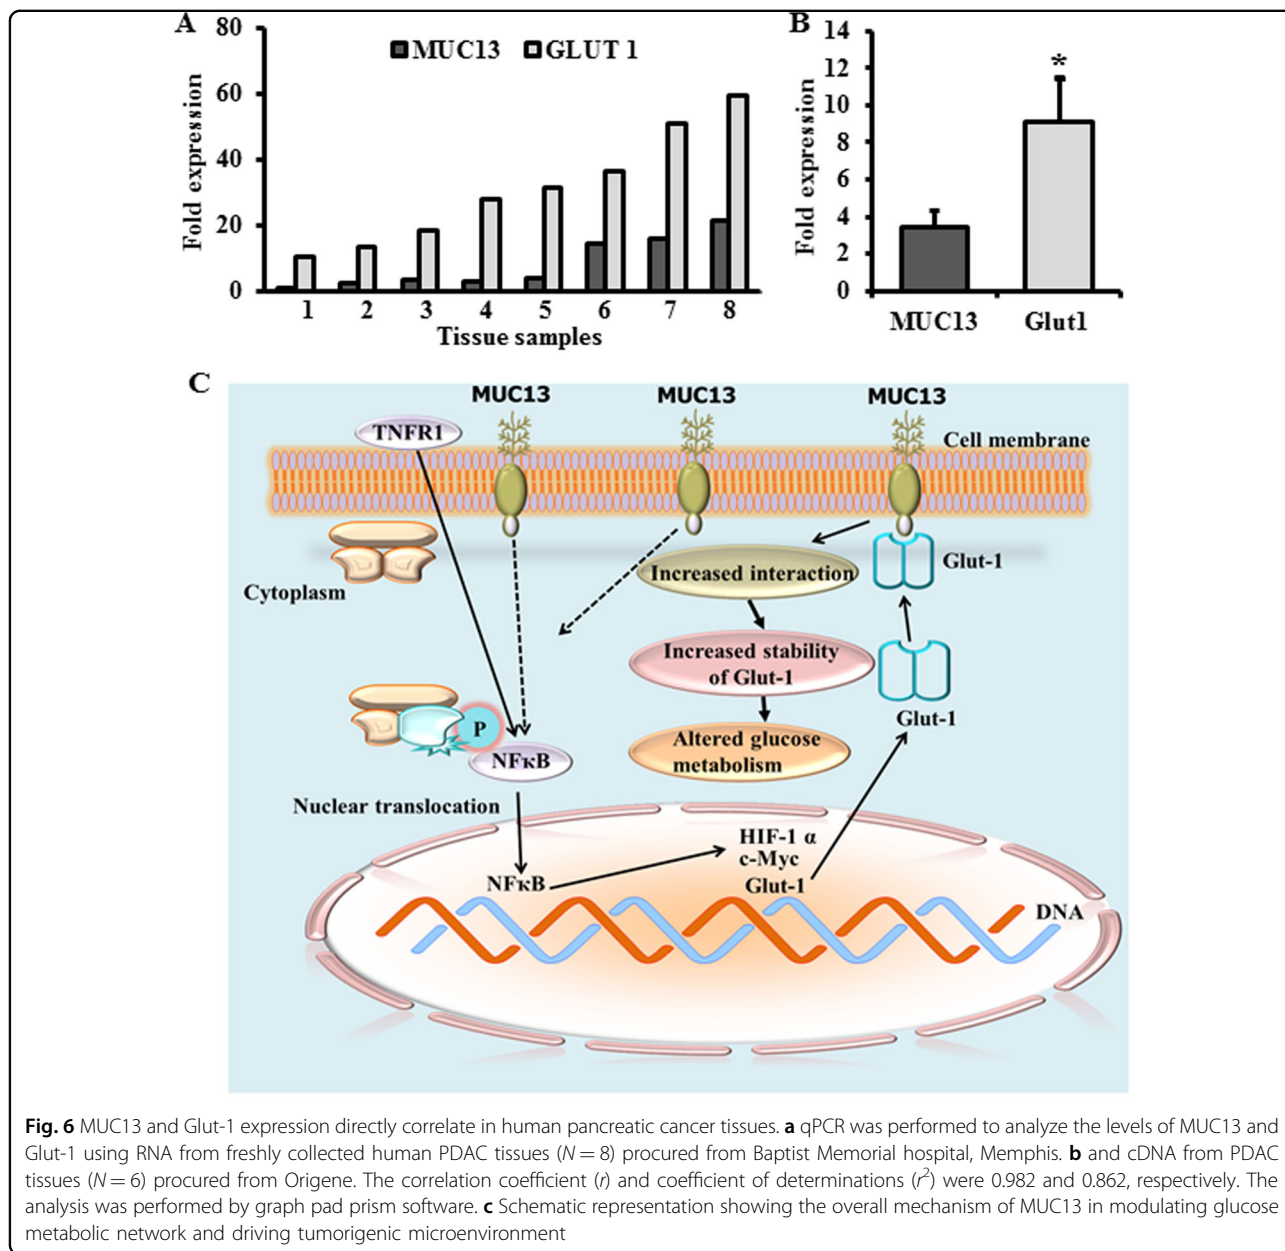 A
80
60
40
20
0
Fold expression
MUC13 GLUT 1
1 2 3 4 5 6 7 8
Tissue samples
B
14
12
10
8
6
4
2
0
Fold expression
*
MUC13 Glut1
C
MUC13 MUC13 MUC13
TNFR1
Cell membrane
Cytoplasm
Increased interaction
Glut-1
Increased stability
of Glut-1
Glut-1
P
NFκB
Altered glucose
metabolism
Nuclear translocation
HIF-1 α
c-Myc
NFκB
Glut-1
DNA
Fig. 6 MUC13 and Glut-1 expression directly correlate in human pancreatic cancer tissues. a qPCR was performed to analyze the levels of MUC13 and
Glut-1 using RNA from freshly collected human PDAC tissues (N = 8) procured from Baptist Memorial hospital, Memphis. b and cDNA from PDAC
tissues (N = 6) procured from Origene. The correlation coefficient (r) and coefficient of determinations (r²) were 0.982 and 0.862, respectively. The
analysis was performed by graph pad prism software. c Schematic representation showing the overall mechanism of MUC13 in modulating glucose
metabolic network and driving tumorigenic microenvironment